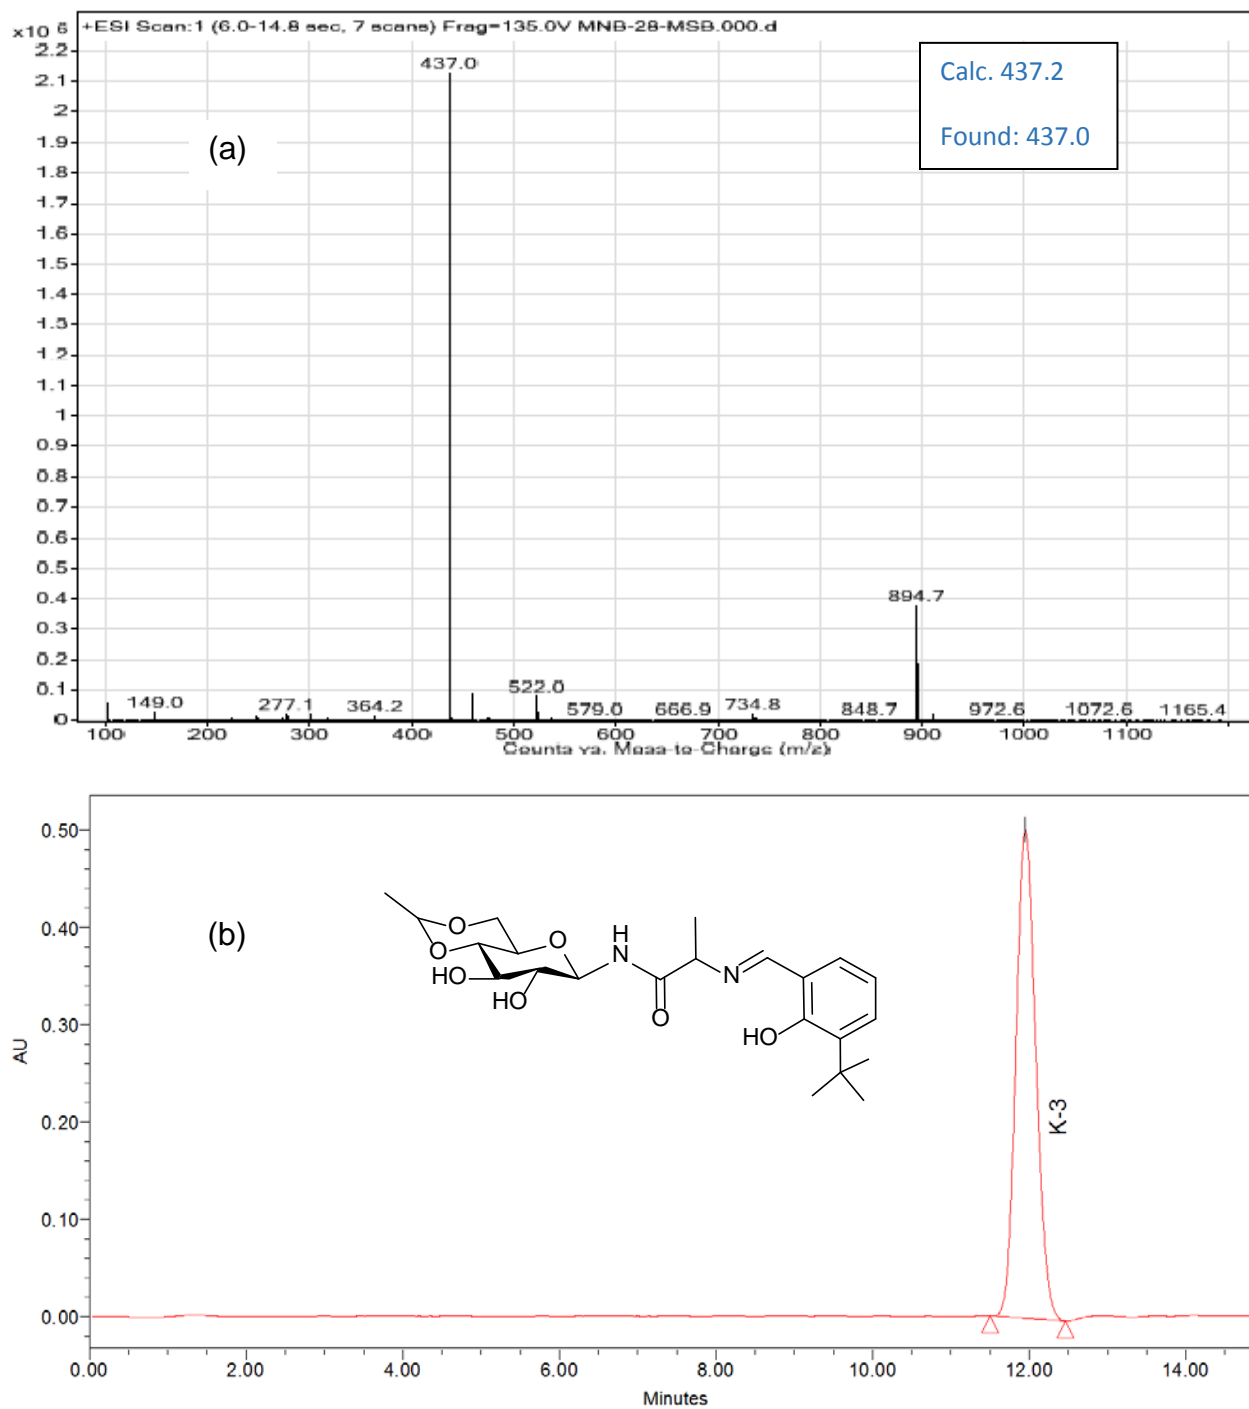 x10 6 +ESI Scan:1 (6.0-14.8 sec, 7 scans) Frag=135.0V MNB-28-MSB.000.d
2.2
2.1
2
1.9
1.8
1.7
1.6
1.5
1.4
1.3
1.2
1.1
1
0.9
0.8
0.7
0.6
0.5
0.4
0.3
0.2
0.1
0
437.0
Calc. 437.2
Found: 437.0
(a)
894.7
149.0 277.1 364.2 522.0 579.0 666.9 734.8 848.7 972.6 1072.6 1165.4
100 200 300 400 500 600 700 800 900 1000 1100
Counts vs. Mass-to-Charge (m/z)
(b)
0.50
0.40
0.30
0.20
0.10
0.00
AU
O
O
O
HO
HO
H
N
O
N
HO
K-3
0.00 2.00 4.00 6.00 8.00 10.00 12.00 14.00
Minutes